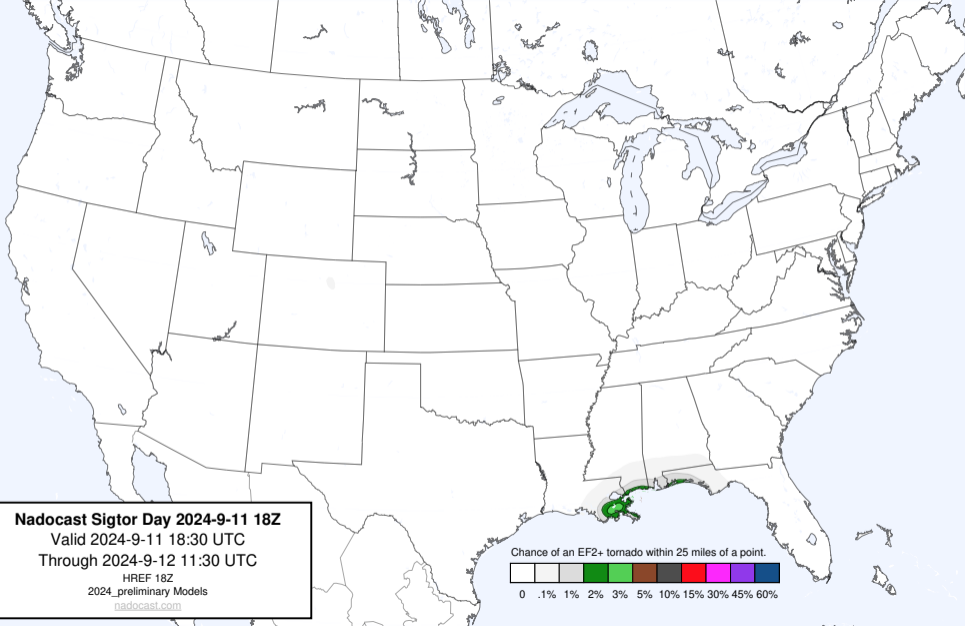 Nadocast Sigtor Day 2024-9-11 18Z
Valid 2024-9-11 18:30 UTC
Through 2024-9-12 11:30 UTC
HREF 18Z
2024_preliminary Models
nadocast.com
Chance of an EF2+ tornado within 25 miles of a point.
0 .1% 1% 2% 3% 5% 10% 15% 30% 45% 60%